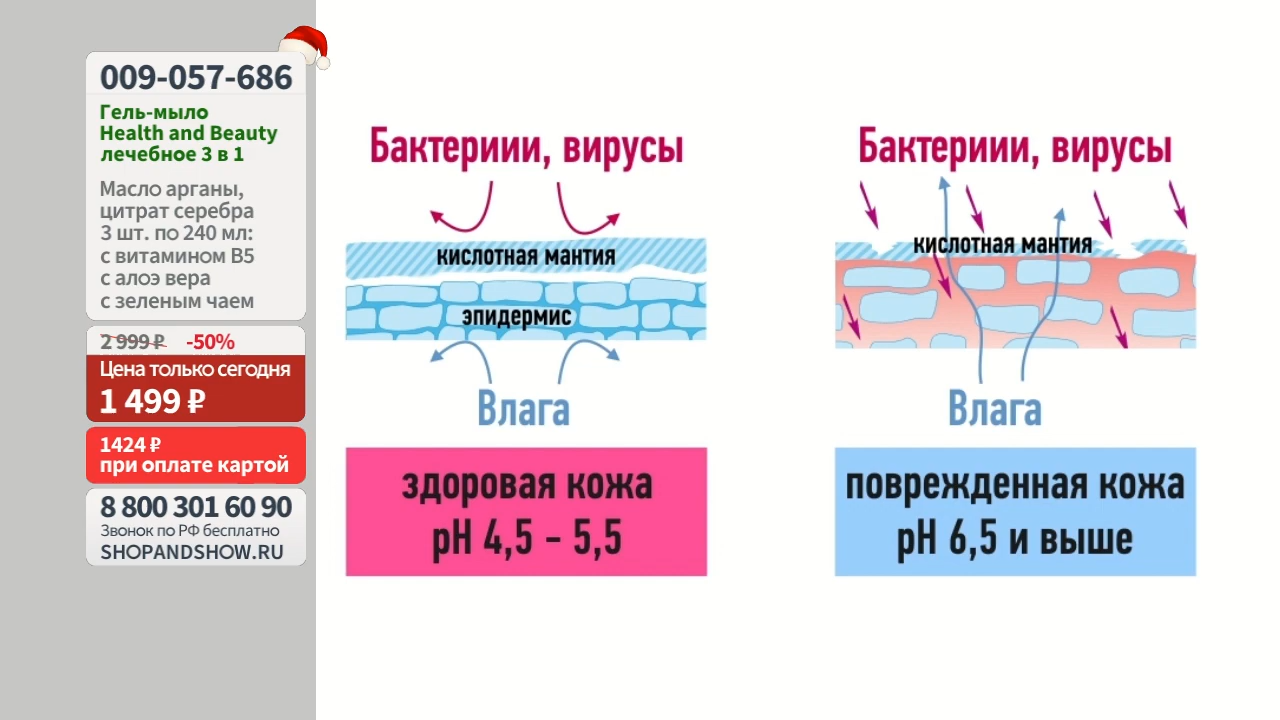 009-057-686
Гель-мыло
Health and Beauty
лечебное 3 в 1
Масло арганы,
цитрат серебра
3 шт. по 240 мл:
с витамином B5
с алоэ вера
с зеленым чаем
2 999 ₽ -50%
Цена только сегодня
1 499 ₽
1424 ₽
при оплате картой
8 800 301 60 90
Звонок по РФ бесплатно
SHOPANDSHOW.RU
Бактериии, вирусы
кислотная мантия
эпидермис
Влага
здоровая кожа
pH 4,5 - 5,5
Бактериии, вирусы
кислотная мантия
Влага
поврежденная кожа
pH 6,5 и выше